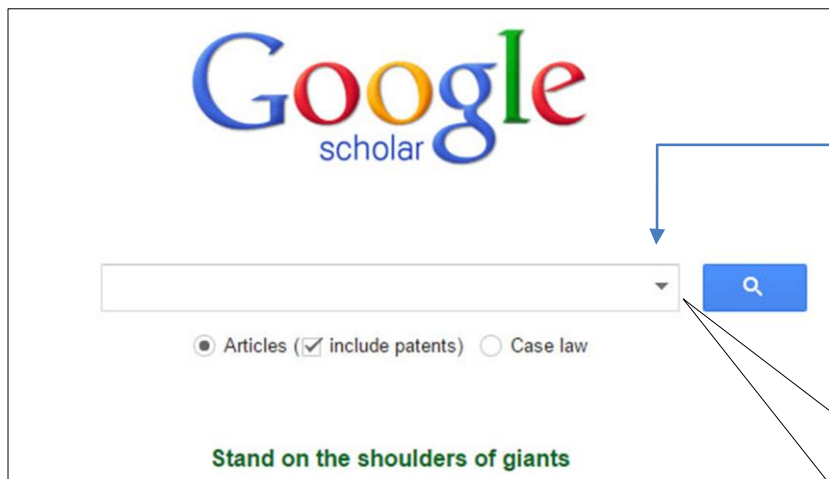 Google
scholar
Articles (include patents) Case law
Stand on the shoulders of giants